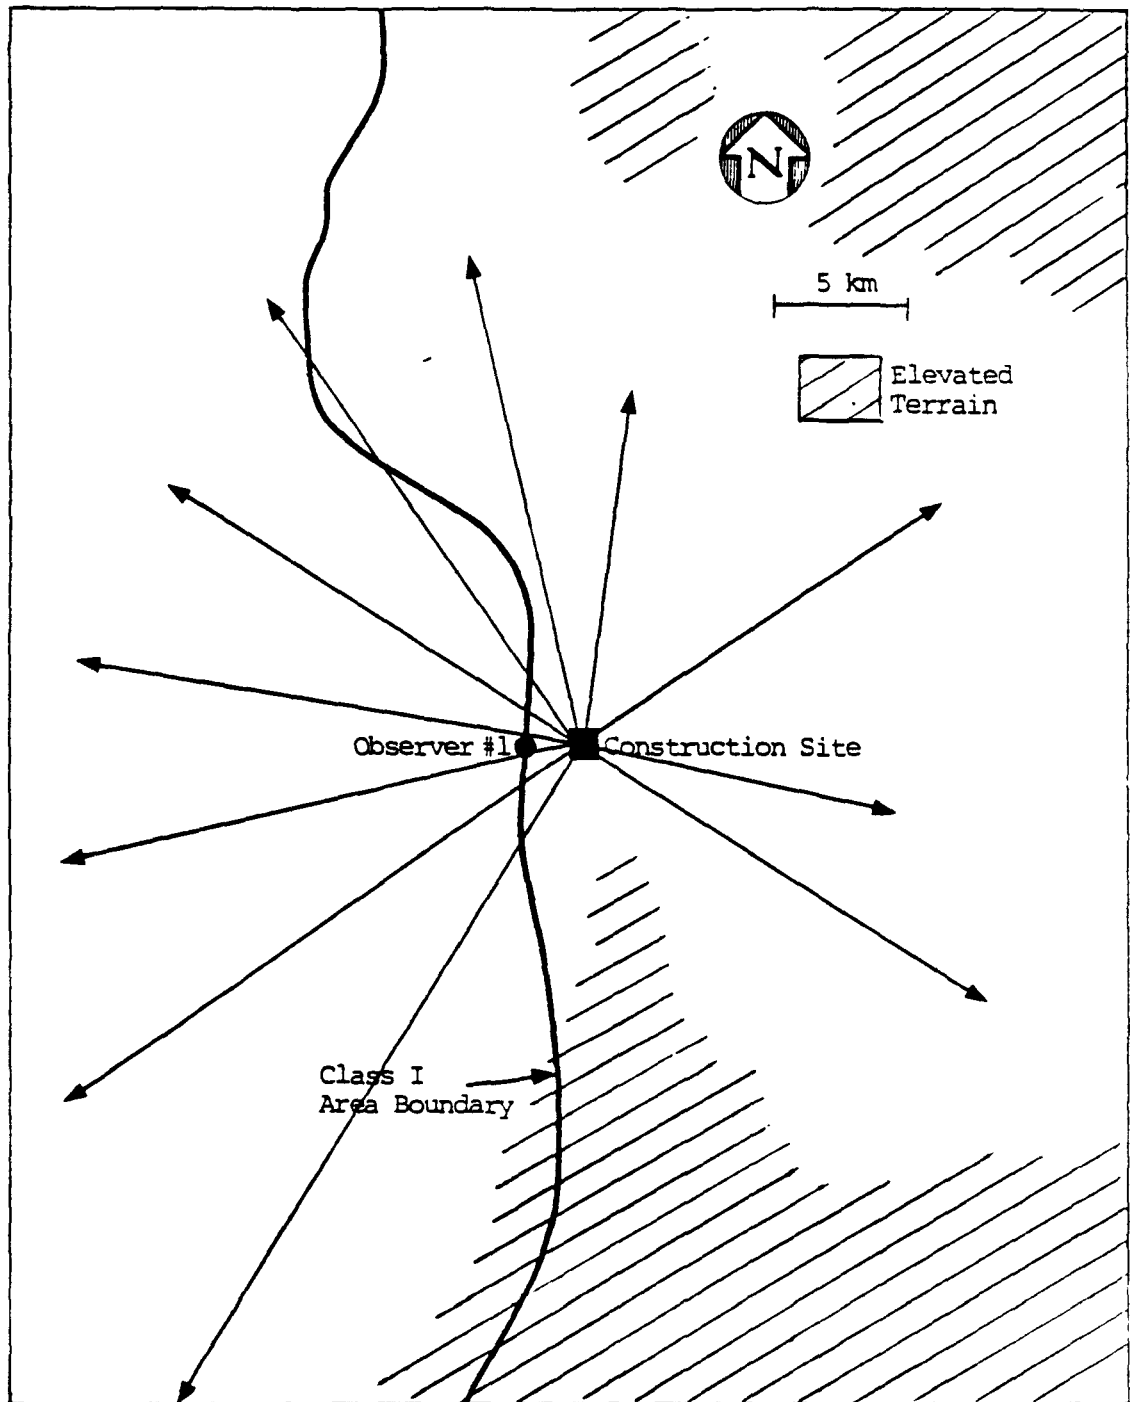 N
5 km
Elevated
Terrain
Observer #1
Construction Site
Class I
Area Boundary